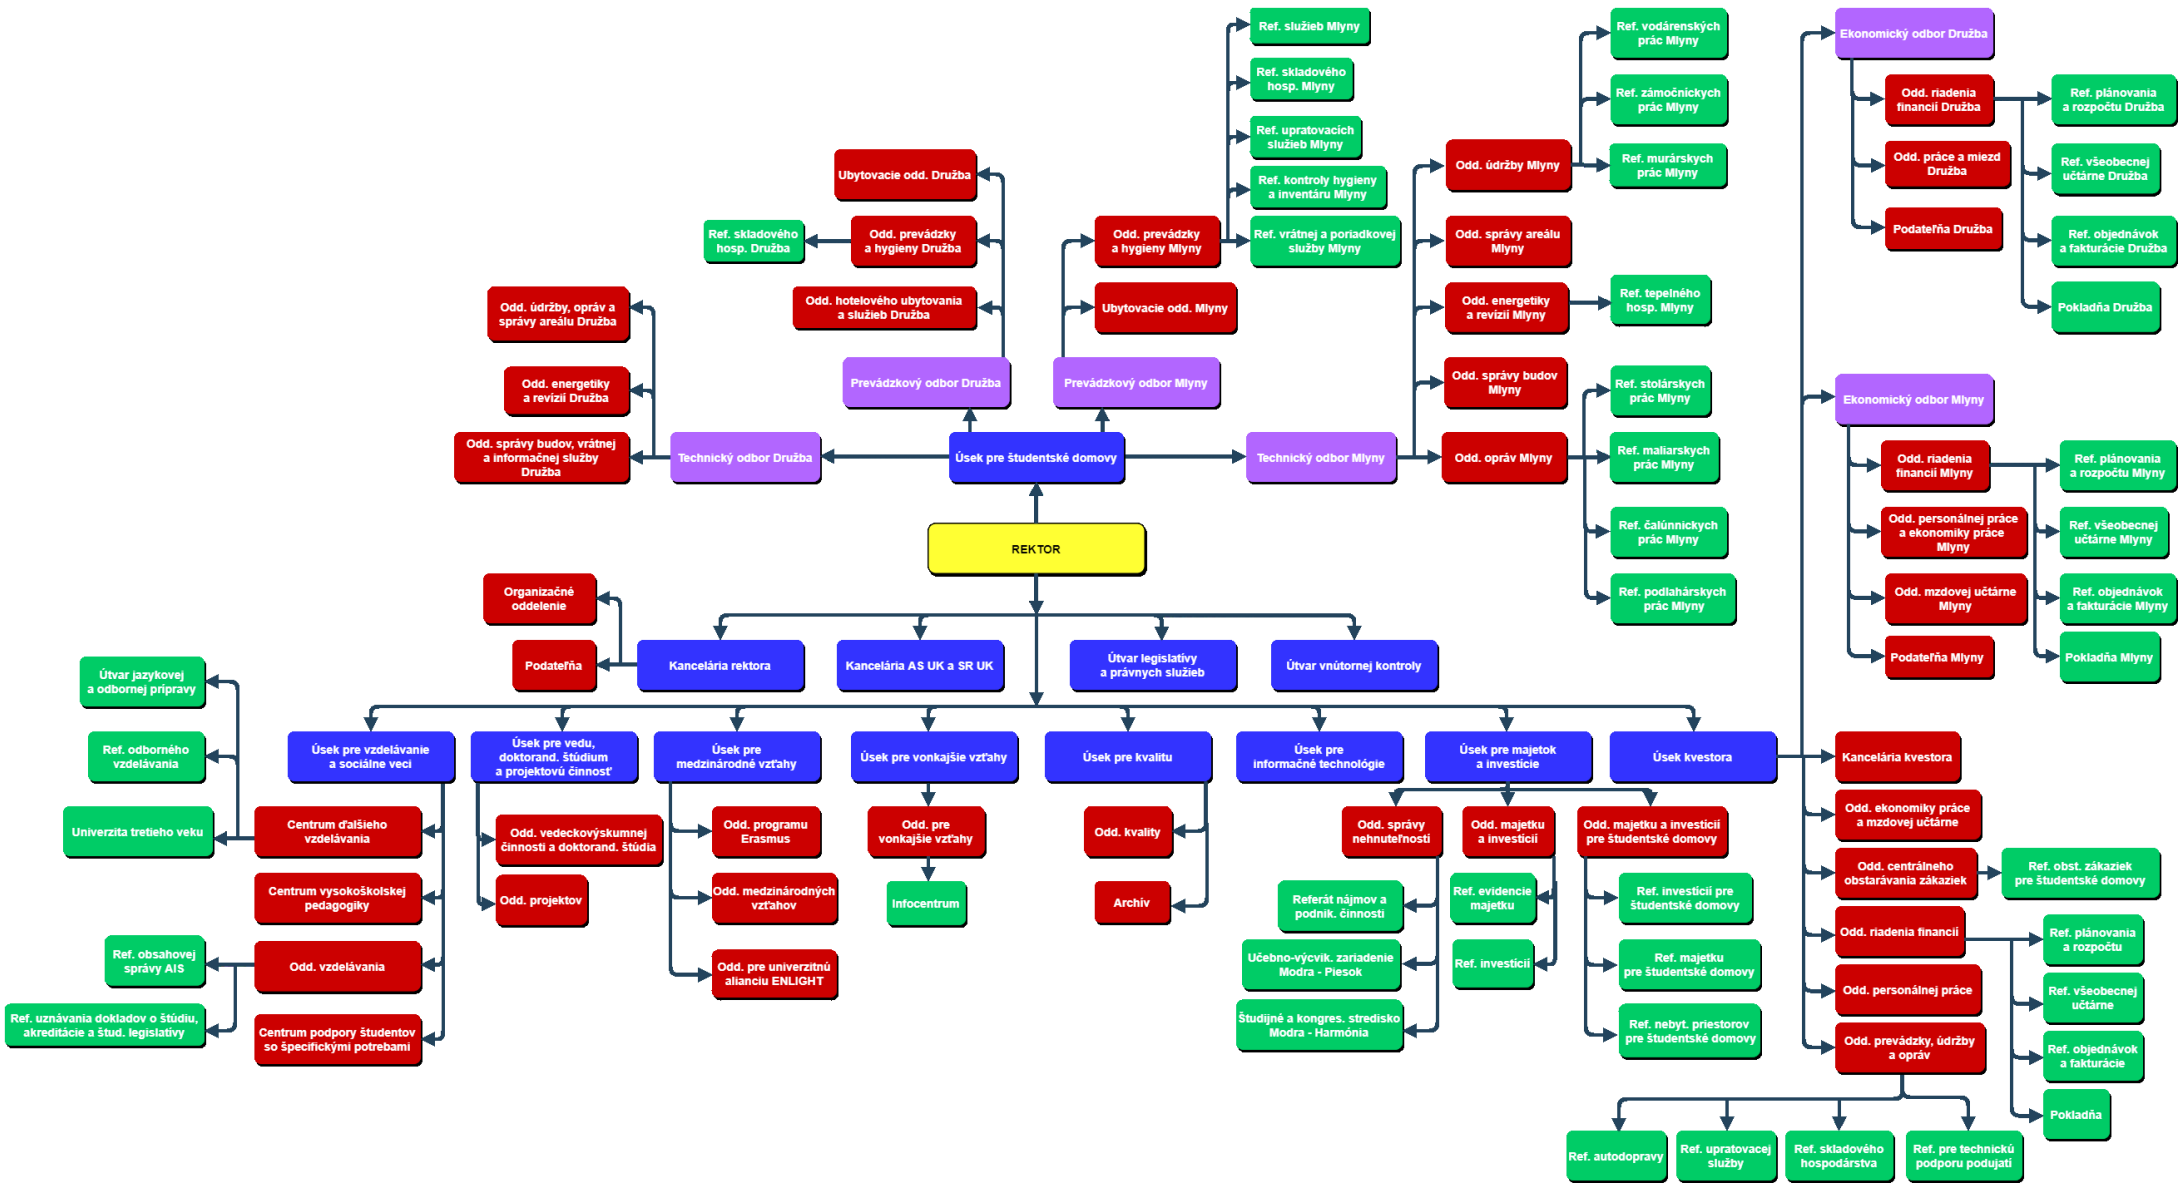 Ref. služieb Mlyny
Ref. skladového
hosp. Mlyny
Ref. upratovacích
služieb Mlyny
Ref. kontroly hygieny
a inventáru Mlyny
Ref. vrátnej a poriadkovej
služby Mlyny
Ubytovacie odd. Družba
Ref. skladového
hosp. Družba
Odd. prevádzky
a hygieny Družba
Odd. hotelového ubytovania
a služieb Družba
Odd. prevádzky
a hygieny Mlyny
Ubytovacie odd. Mlyny
Odd. údržby, opráv a
správy areálu Družba
Odd. energetiky
a revízií Družba
Odd. správy budov, vrátnej
a informačnej služby
Družba
Prevádzkový odbor Družba
Prevádzkový odbor Mlyny
Technický odbor Družba
Úsek pre študentské domovy
Technický odbor Mlyny
Ref. vodárenských
prác Mlyny
Ref. zámočníckych
prác Mlyny
Ref. murárskych
prác Mlyny
Odd. údržby Mlyny
Odd. správy areálu
Mlyny
Odd. energetiky
a revízií Mlyny
Ref. tepelného
hosp. Mlyny
Odd. správy budov
Mlyny
Odd. opráv Mlyny
Ref. stolárskych
prác Mlyny
Ref. maliarskych
prác Mlyny
Ref. čalúnnickych
prác Mlyny
Ref. podlahárskych
prác Mlyny
Ekonomický odbor Družba
Odd. riadenia
financií Družba
Odd. práce a miezd
Družba
Podateľňa Družba
Ref. plánovania
a rozpočtu Družba
Ref. všeobecnej
učtárne Družba
Ref. objednávok
a fakturácie Družba
Pokladňa Družba
Ekonomický odbor Mlyny
Odd. riadenia
financií Mlyny
Odd. personálnej práce
a ekonomiky práce
Mlyny
Odd. mzdovej učtárne
Mlyny
Podateľňa Mlyny
Ref. plánovania
a rozpočtu Mlyny
Ref. všeobecnej
učtárne Mlyny
Ref. objednávok
a fakturácie Mlyny
Pokladňa Mlyny
REKTOR
Organizačné
oddelenie
Podateľňa
Kancelária rektora
Kancelária AS UK a SR UK
Útvar legislatívy
a právnych služieb
Útvar vnútornej kontroly
Útvar jazykovej
a odbornej prípravy
Ref. odborného
vzdelávania
Univerzita tretieho veku
Úsek pre vzdelávanie
a sociálne veci
Úsek pre vedu,
doktorand. štúdium
a projektovú činnosť
Úsek pre
medzinárodné vzťahy
Úsek pre vonkajšie vzťahy
Úsek pre kvalitu
Úsek pre
informačné technológie
Úsek pre majetok
a investície
Úsek kvestora
Centrum ďalšieho
vzdelávania
Centrum vysokoškolskej
pedagogiky
Odd. vzdelávania
Centrum podpory študentov
so špecifickými potrebami
Ref. obsahovej
správy AIS
Ref. uznávania dokladov o štúdiu,
akreditácie a štud. legislatívy
Odd. vedeckovýskumnej
činnosti a doktorand. štúdia
Odd. projektov
Odd. programu
Erasmus
Odd. medzinárodných
vzťahov
Odd. pre univerzitnú
alianciu ENLIGHT
Odd. pre
vonkajšie vzťahy
Infocentrum
Odd. kvality
Archív
Odd. správy
nehnuteľností
Odd. majetku
a investícií
Odd. majetku a investícií
pre študentské domovy
Referát nájmov a
podnik. činnosti
Učebno-výcvik. zariadenie
Modra - Piesok
Študijné a kongres. stredisko
Modra - Harmónia
Ref. evidencie
majetku
Ref. investícií
Ref. investícií pre
študentské domovy
Ref. majetku
pre študentské domovy
Ref. nebyt. priestorov
pre študentské domovy
Kancelária kvestora
Odd. ekonomiky práce
a mzdovej učtárne
Odd. centrálneho
obstarávania zákaziek
Ref. obst. zákaziek
pre študentské domovy
Odd. riadenia financií
Odd. personálnej práce
Odd. prevádzky, údržby
a opráv
Ref. plánovania
a rozpočtu
Ref. všeobecnej
učtárne
Ref. objednávok
a fakturácie
Pokladňa
Ref. autodopravy
Ref. upratovacej
služby
Ref. skladového
hospodárstva
Ref. pre technickú
podporu podujatí